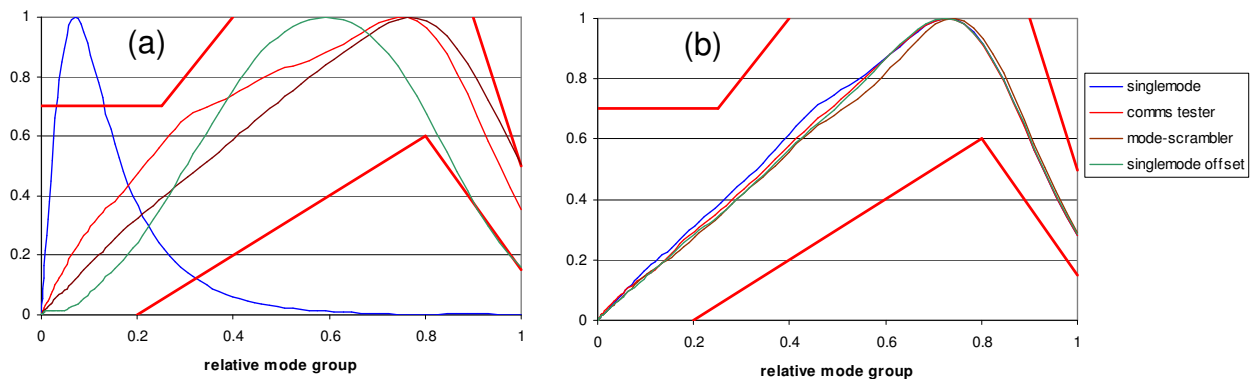 (a)
1
0.8
0.6
0.4
0.2
0
0 0.2 0.4 0.6 0.8 1
relative mode group
(b)
1
0.8
0.6
0.4
0.2
0
0 0.2 0.4 0.6 0.8 1
relative mode group
singlemode
comms tester
mode-scrambler
singlemode offset